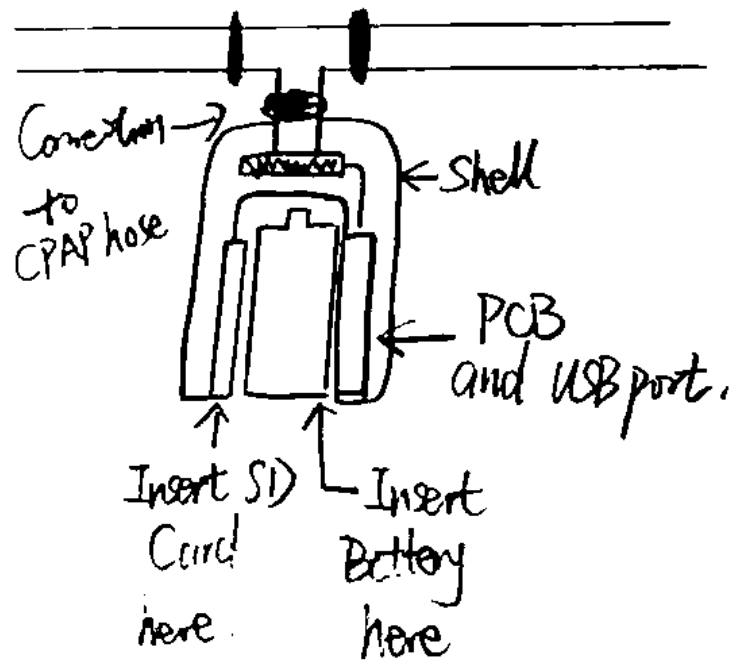 Connection
to
CPAP hose
Shell
PCB
and USB port.
Insert SD
Card
here
Insert
Battery
here